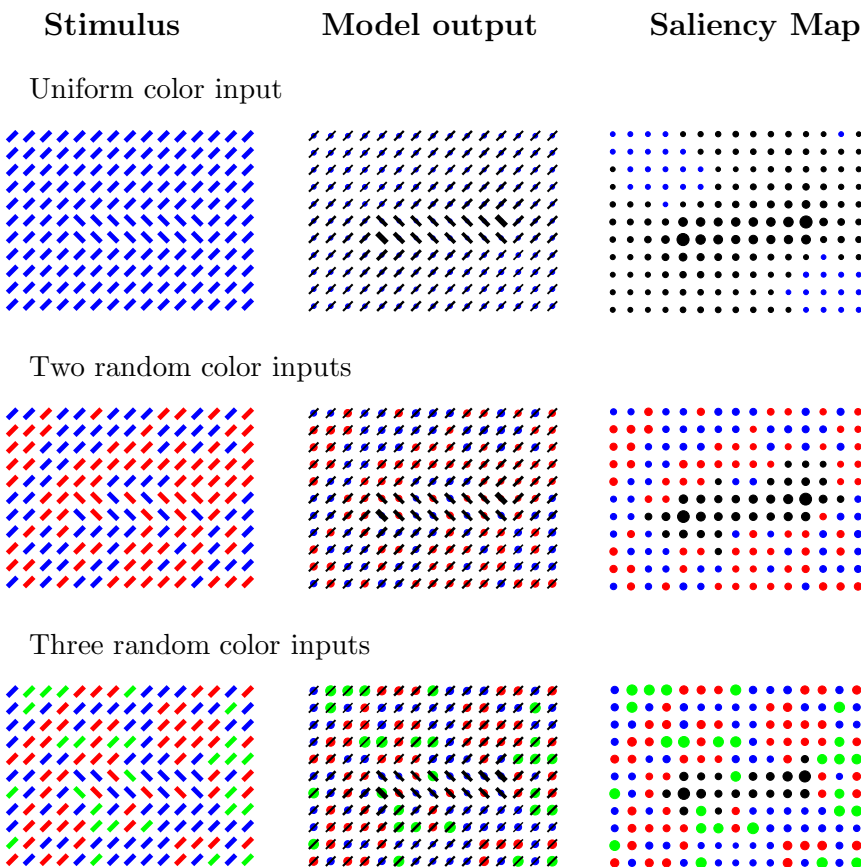 Stimulus Model output Saliency Map
Uniform color input
Two random color inputs
Three random color inputs